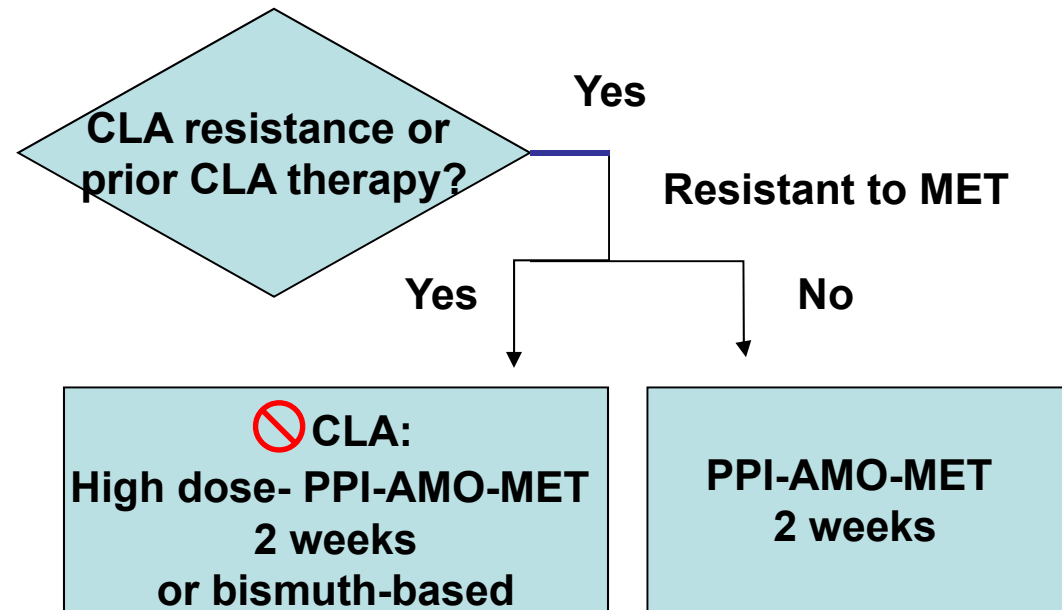 Yes
CLA resistance or
prior CLA therapy?
Resistant to MET
Yes
No
CLA:
High dose- PPI-AMO-MET
2 weeks
or bismuth-based
PPI-AMO-MET
2 weeks